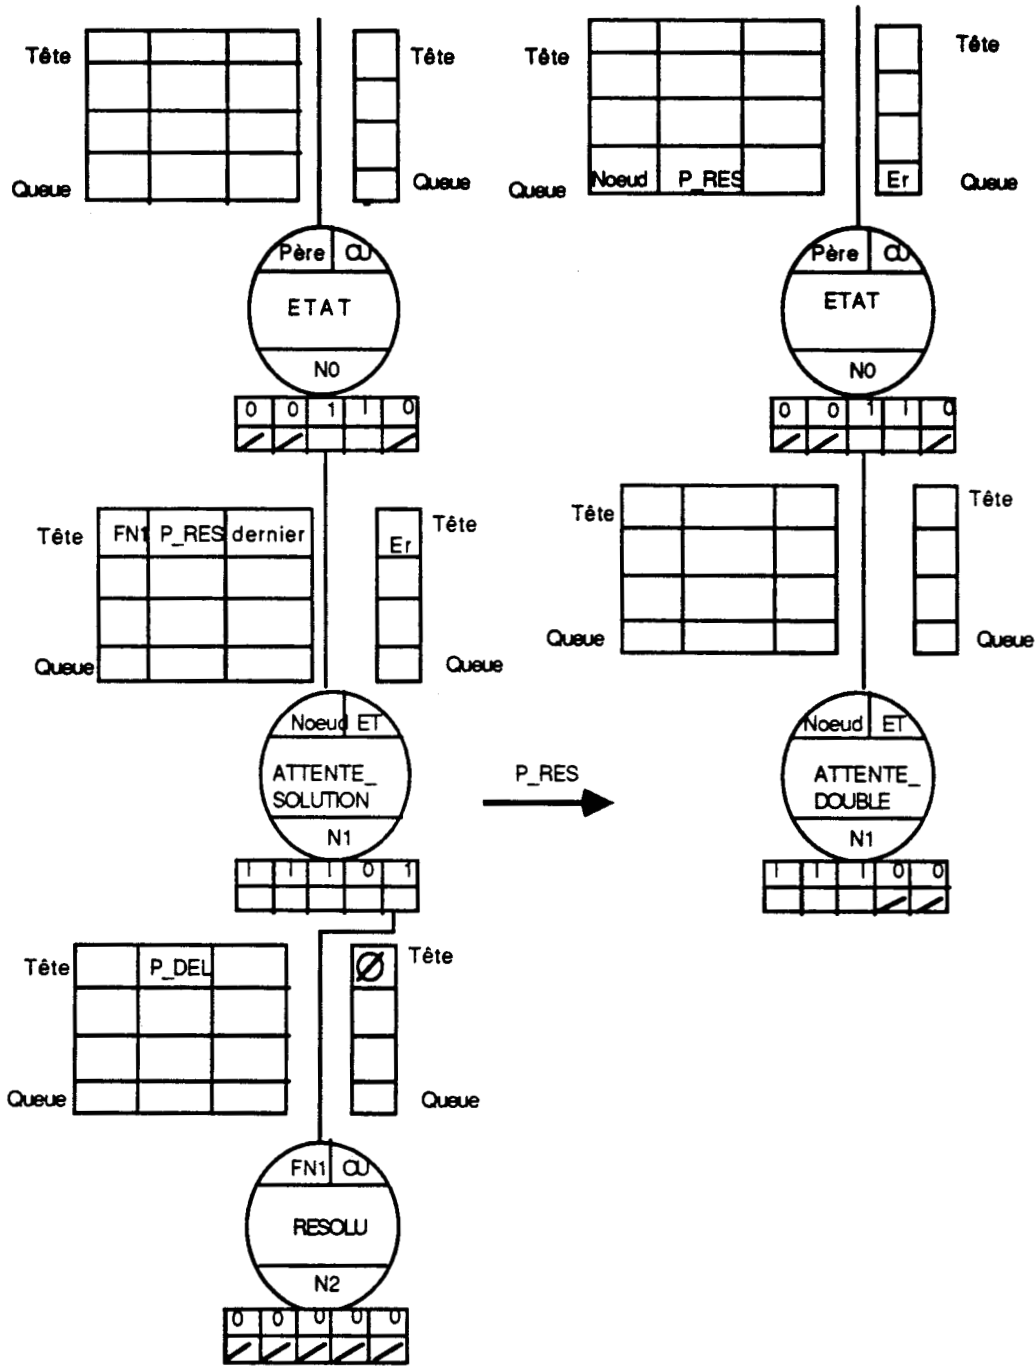 Tête
Tête
Queue
Queue
Père OU
ETAT
N0
0 0 1 1 0
Tête
FN1 P_RES dernier
Er
Tête
Queue
Queue
Noeud ET
ATTENTE_
SOLUTION
N1
1 1 1 0 1
Tête
P_DEL
Ø
Tête
Queue
Queue
FN1 OU
RESOLU
N2
0 0 0 0 0
P_RES
Tête
Tête
Queue
Noeud P_RES
Er
Queue
Père OU
ETAT
N0
0 0 1 1 0
Tête
Tête
Queue
Queue
Noeud ET
ATTENTE_
DOUBLE
N1
1 1 1 0 0